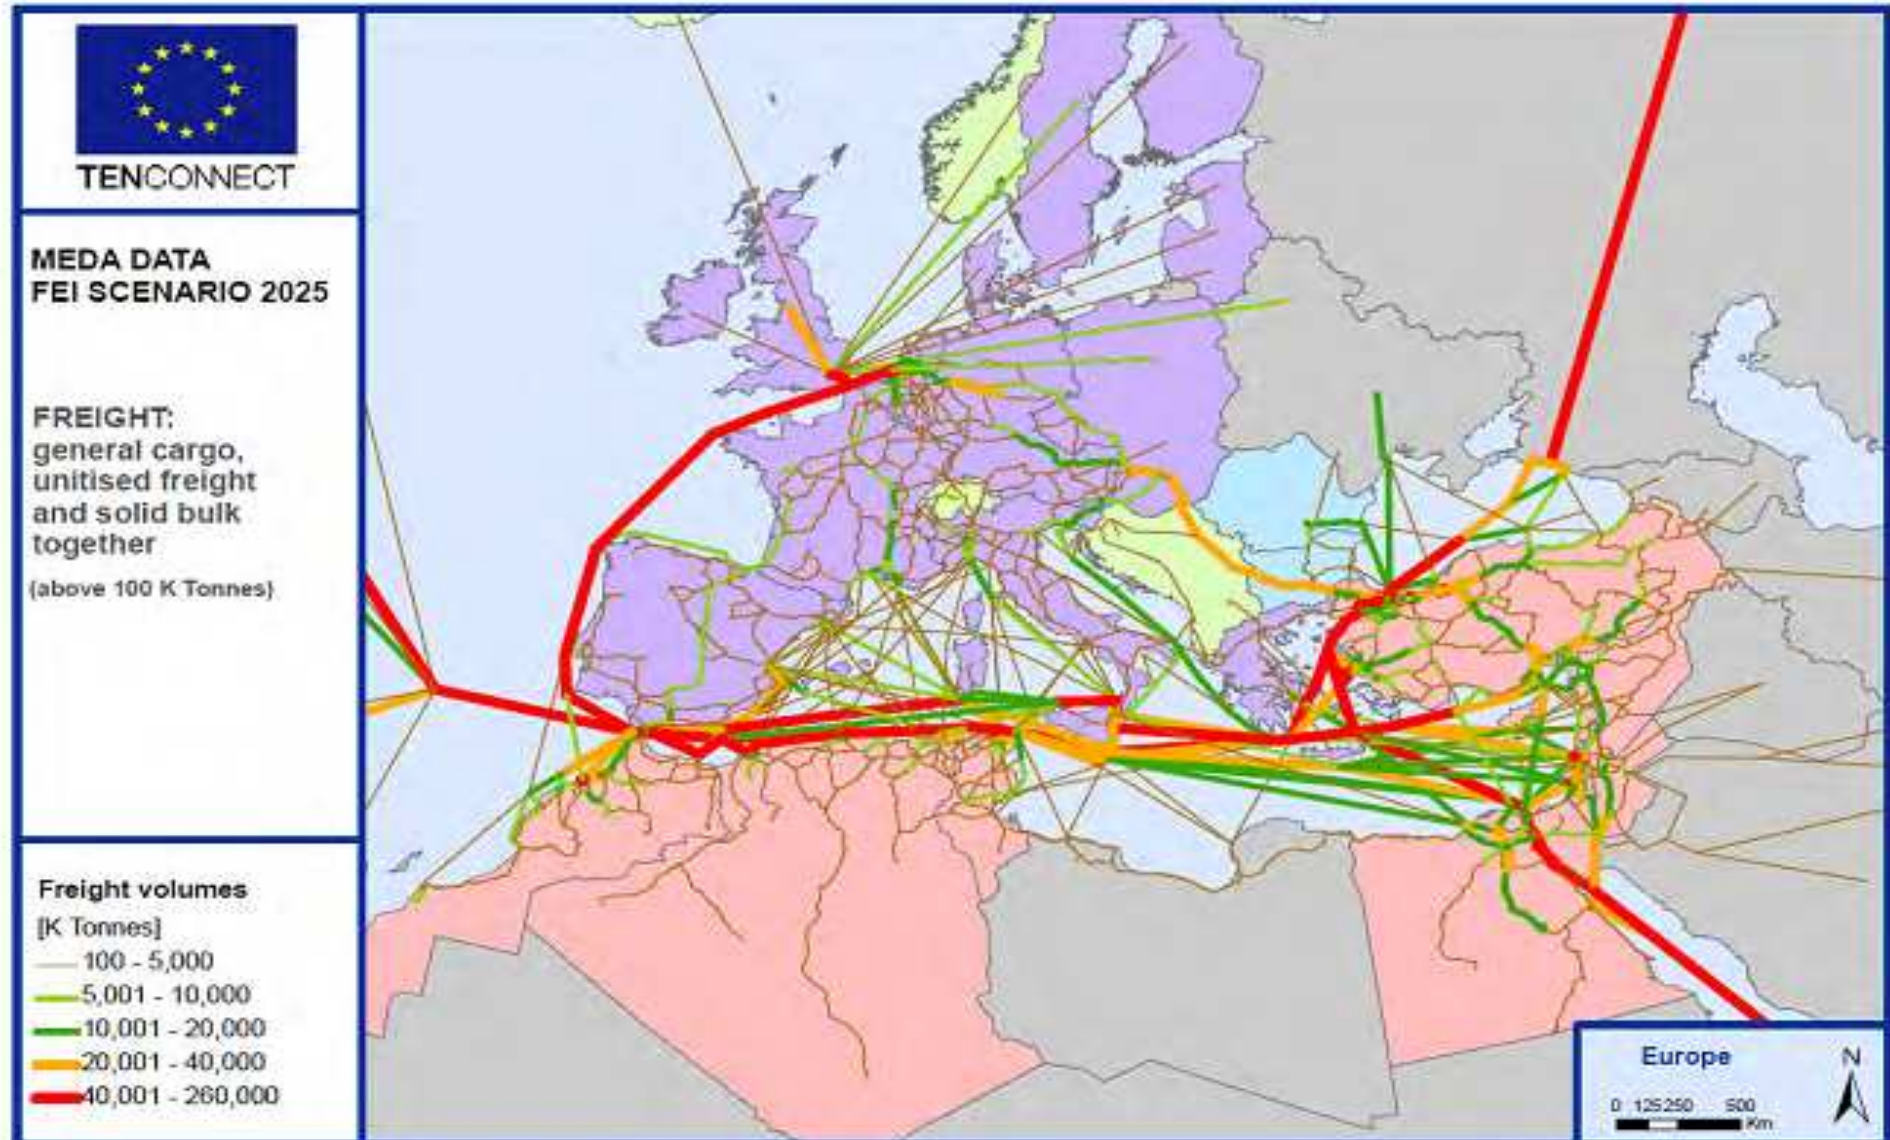 TENCONNECT
MEDA DATA
FEI SCENARIO 2025
FREIGHT:
general cargo,
unitised freight
and solid bulk
together
(above 100 K Tonnes)
Freight volumes
[K Tonnes]
100 - 5,000
5,001 - 10,000
10,001 - 20,000
20,001 - 40,000
40,001 - 260,000
Europe
N
0 125 250 500
Km